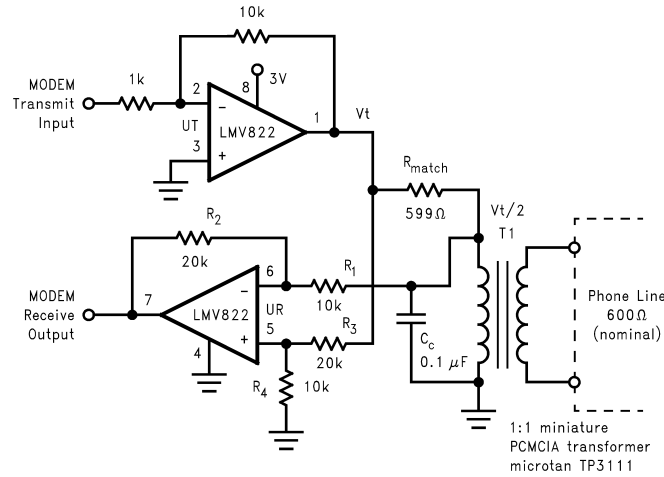 10k
1k
MODEM
Transmit
Input
2
8
3V
UT
LMV822
1
Vt
3
−
+
Rmatch
599Ω
Vt/2
T1
R2
20k
MODEM
Receive
Output
7
6
LMV822
UR
5
−
+
4
R1
10k
R3
20k
R4
10k
Cc
0.1 μF
Phone Line
600Ω
(nominal)
1:1 miniature
PCMCIA transformer
microtan TP3111